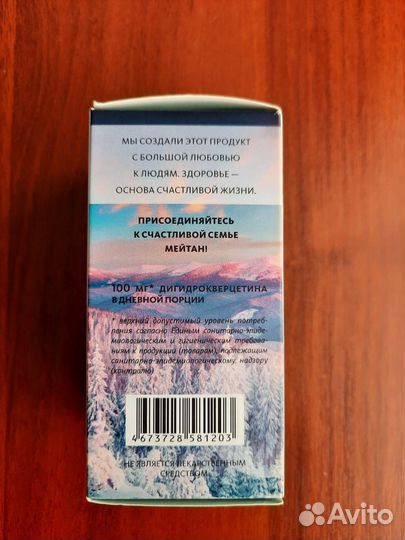 МЫ СОЗДАЛИ ЭТОТ ПРОДУКТ
С БОЛЬШОЙ ЛЮБОВЬЮ
К ЛЮДЯМ. ЗДОРОВЬЕ —
ОСНОВА СЧАСТЛИВОЙ ЖИЗНИ.
ПРИСОЕДИНЯЙТЕСЬ
К СЧАСТЛИВОЙ СЕМЬЕ
МЕЙТАН!
100 МГ* ДИГИДРОКВЕРЦЕТИНА
В ДНЕВНОЙ ПОРЦИИ
* верхний допустимый уровень потреб-
ления согласно Единым санитарно-эпиде-
миологическим и гигиеническим требова-
ниям к продукции (товарам), подлежащим
санитарно-эпидемиологическому надзору
(контролю)
4673728 581203
НЕ ЯВЛЯЕТСЯ ЛЕКАРСТВЕННЫМ
СРЕДСТВОМ
Avito